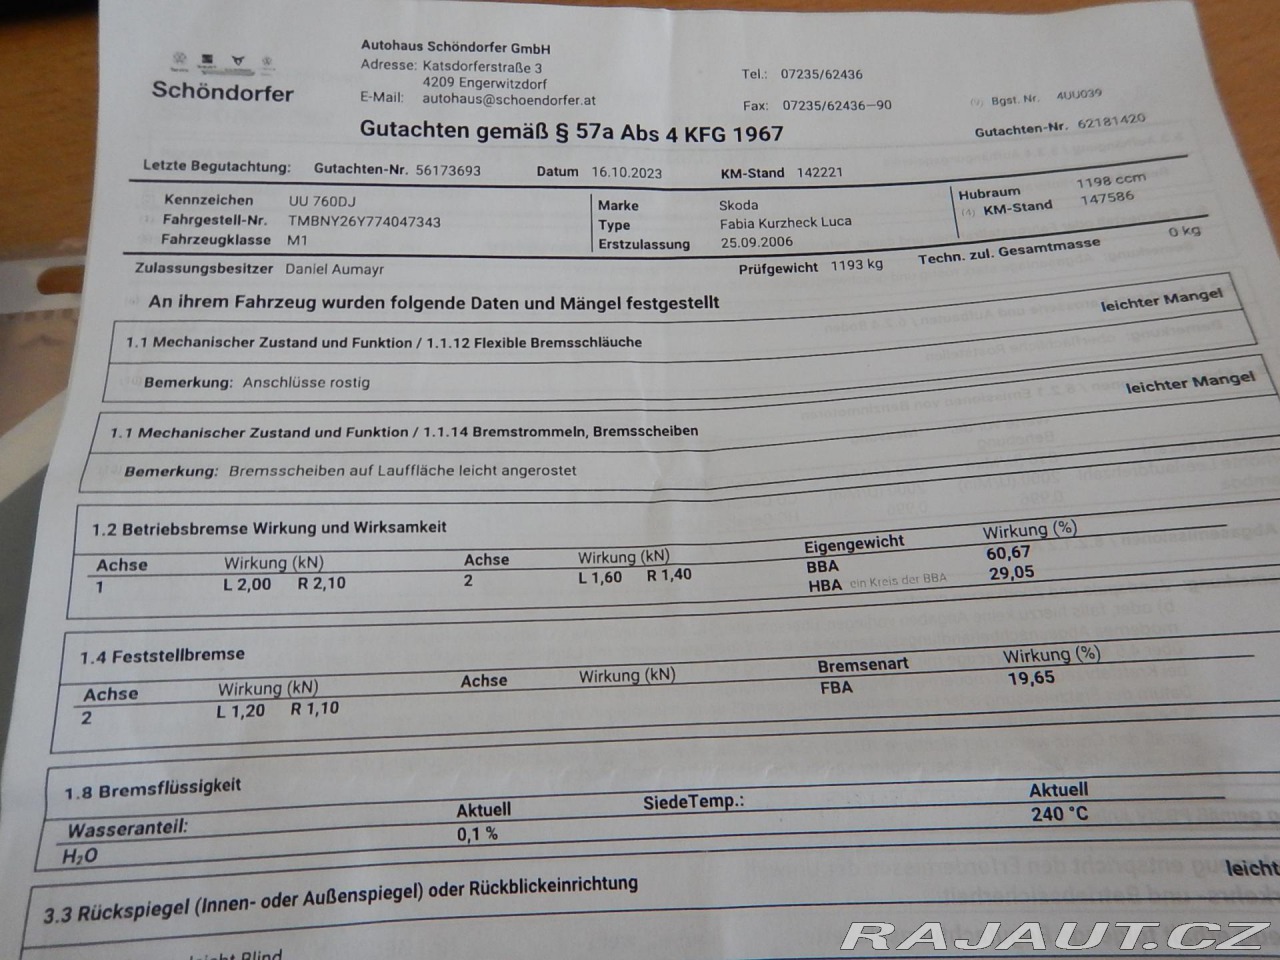 Schöndorfer
Autohaus Schöndorfer GmbH
Adresse: Katsdorferstraße 3
4209 Engerwitzdorf
E-Mail: autohaus@schoendorfer.at
Tel.: 07235/62436
Fax: 07235/62436-90
Bgst. Nr. 4UU039
Gutachten gemäß § 57a Abs 4 KFG 1967
Gutachten-Nr. 62181420
Letzte Begutachtung: Gutachten-Nr. 56173693 Datum 16.10.2023 KM-Stand 142221
Kennzeichen UU 760DJ
Fahrgestell-Nr. TMBNY26Y774047343
Fahrzeugklasse M1
Marke Skoda
Type Fabia Kurzheck Luca
Erstzulassung 25.09.2006
Hubraum 1198 ccm
(4) KM-Stand 147586
Zulassungsbesitzer Daniel Aumayr
Prüfgewicht 1193 kg Techn. zul. Gesamtmasse 0 kg
An ihrem Fahrzeug wurden folgende Daten und Mängel festgestellt
1.1 Mechanischer Zustand und Funktion / 1.1.12 Flexible Bremsschläuche leichter Mangel
Bemerkung: Anschlüsse rostig
1.1 Mechanischer Zustand und Funktion / 1.1.14 Bremstrommeln, Bremsscheiben leichter Mangel
Bemerkung: Bremsscheiben auf Lauffläche leicht angerostet
1.2 Betriebsbremse Wirkung und Wirksamkeit
Achse Wirkung (kN) Achse Wirkung (kN) Eigengewicht Wirkung (%)
1 L 2,00 R 2,10 2 L 1,60 R 1,40 BBA 60,67
HBA ein Kreis der BBA 29,05
1.4 Feststellbremse
Achse Wirkung (kN) Achse Wirkung (kN) Bremsenart Wirkung (%)
2 L 1,20 R 1,10 FBA 19,65
1.8 Bremsflüssigkeit
Wasseranteil: Aktuell SiedeTemp.: Aktuell
H₂O 0,1 % 240 °C
3.3 Rückspiegel (Innen- oder Außenspiegel) oder Rückblickeinrichtung leicht
Blind
RAJAUT.CZ